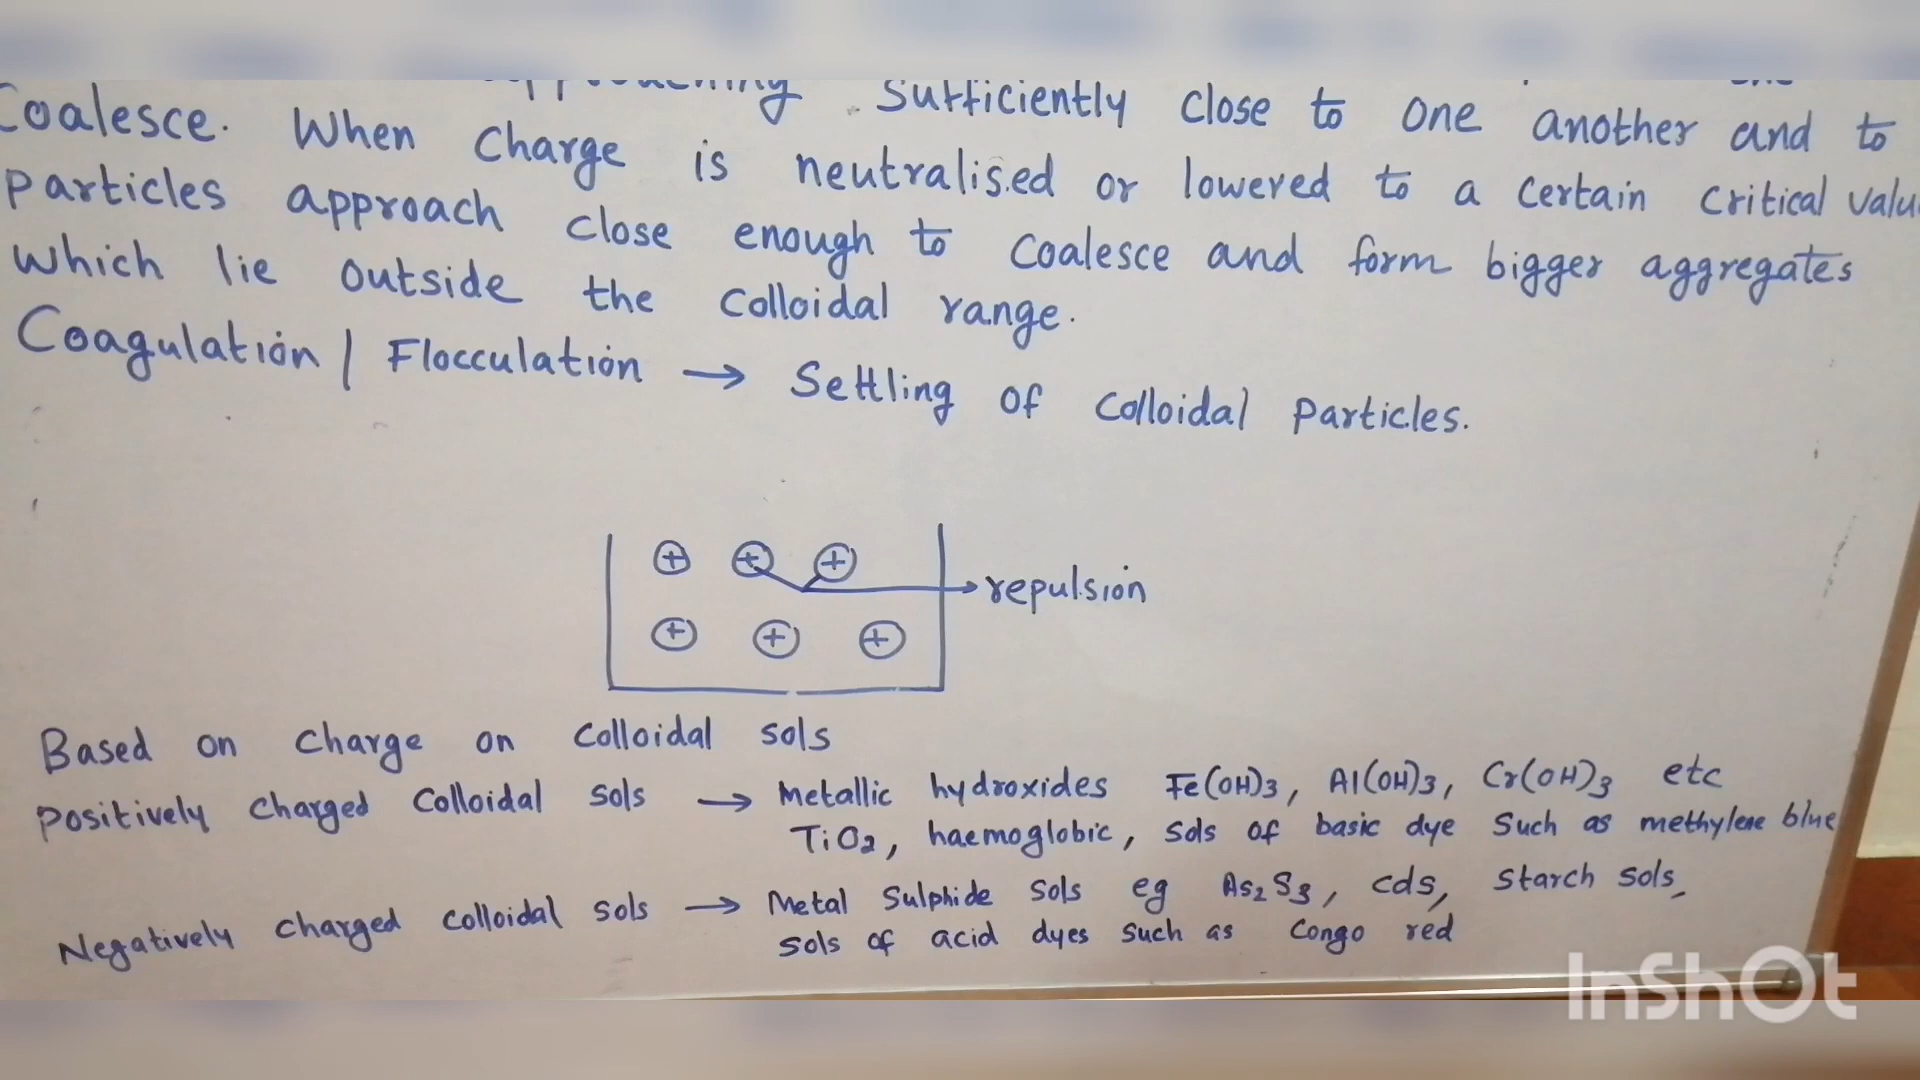 approaching sufficiently close to one another and to
Coalesce. When charge is neutralised or lowered to a certain critical valu
particles approach close enough to coalesce and form bigger aggregates
which lie outside the colloidal range.
Coagulation | Flocculation → Settling of colloidal particles.
+ + +
→ repulsion
+ + +
Based on charge on colloidal sols
Positively charged colloidal sols → Metallic hydroxides Fe(OH)3, Al(OH)3, Cr(OH)3 etc
TiO2, haemoglobic, sols of basic dye such as methylene blue
Negatively charged colloidal sols → Metal Sulphide sols eg As2S3, cds, starch sols,
sols of acid dyes such as Congo red
InShOt